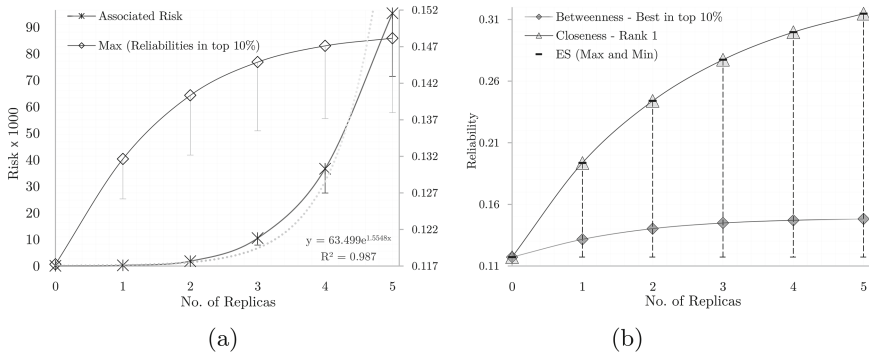 Associated Risk
Max (Reliabilities in top 10%)
Risk x 1000
90
80
70
60
50
40
30
20
10
0
0.152
0.147
0.142
0.137
0.132
0.127
0.122
0.117
y = 63.499e^1.5548x
R² = 0.987
0 1 2 3 4 5
No. of Replicas
(a)
Betweenness - Best in top 10%
Closeness - Rank 1
ES (Max and Min)
Reliability
0.31
0.26
0.21
0.16
0.11
0 1 2 3 4 5
No. of Replicas
(b)